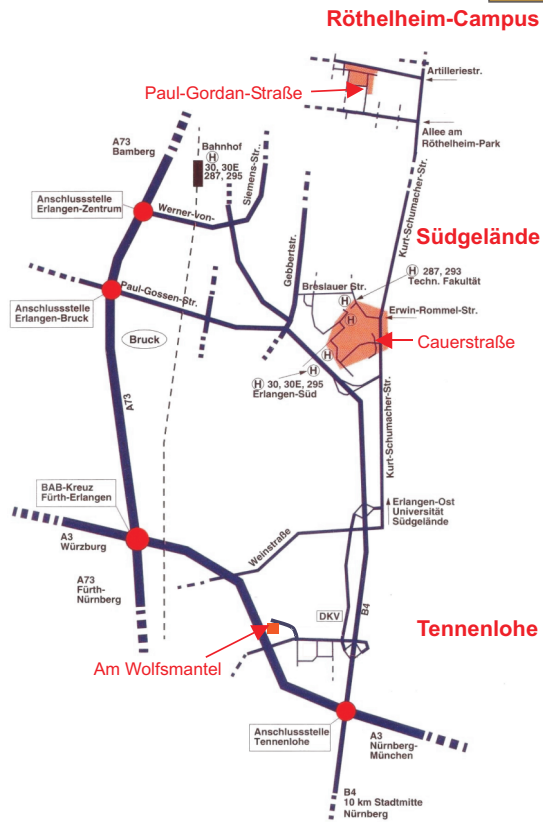 Röthelheim-Campus
Artilleriestr.
Paul-Gordan-Straße
Allee am
Röthelheim-Park
A73
Bamberg
Bahnhof
H
30, 30E
287, 295
Siemens-Str..
Werner-von-
Anschlussstelle
Erlangen-Zentrum
Kurt-Schumacher-Str.
Südgelände
Gebbertstr.
Breslauer Str.
H 287, 293
Techn. Fakultät
Paul-Gossen-Str.
Anschlussstelle
Erlangen-Bruck
H
H
Erwin-Rommel-Str.
Bruck
Cauerstraße
H
H
H 30, 30E, 295
Erlangen-Süd
A73
Kurt-Schumacher-Str.
BAB-Kreuz
Fürth-Erlangen
Erlangen-Ost
Universität
Südgelände
A3
Würzburg
Weinstraße
A73
Fürth-
Nürnberg
DKV
B4
Tennenlohe
Am Wolfsmantel
Anschlussstelle
Tennenlohe
A3
Nürnberg-
München
B4
10 km Stadtmitte
Nürnberg